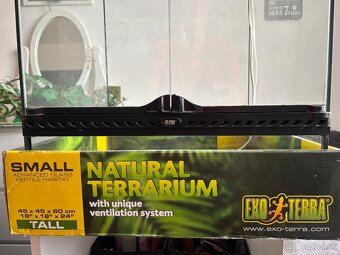 SMALL
ADVANCED GLASS
REPTILE HABITAT
45 x 45 x 60 cm
18" x 18" x 24"
TALL
NATURAL
TERRARIUM
with unique
ventilation system
EXO TERRA
www.exo-terra.com